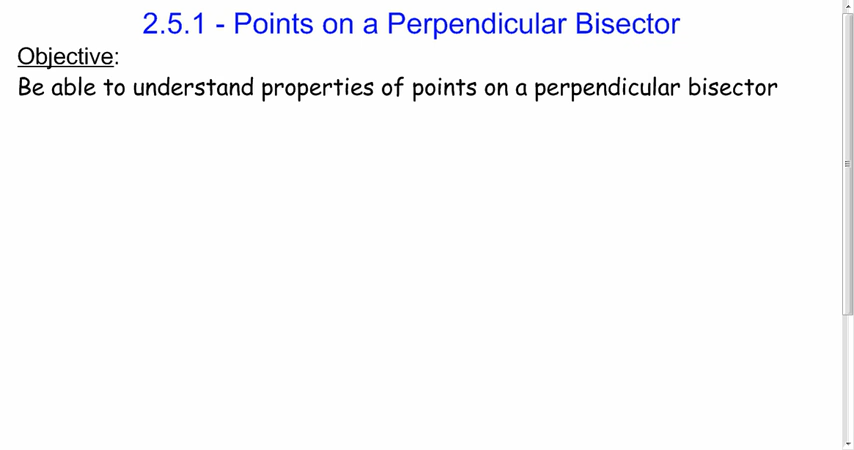 2.5.1 - Points on a Perpendicular Bisector
Objective:
Be able to understand properties of points on a perpendicular bisector